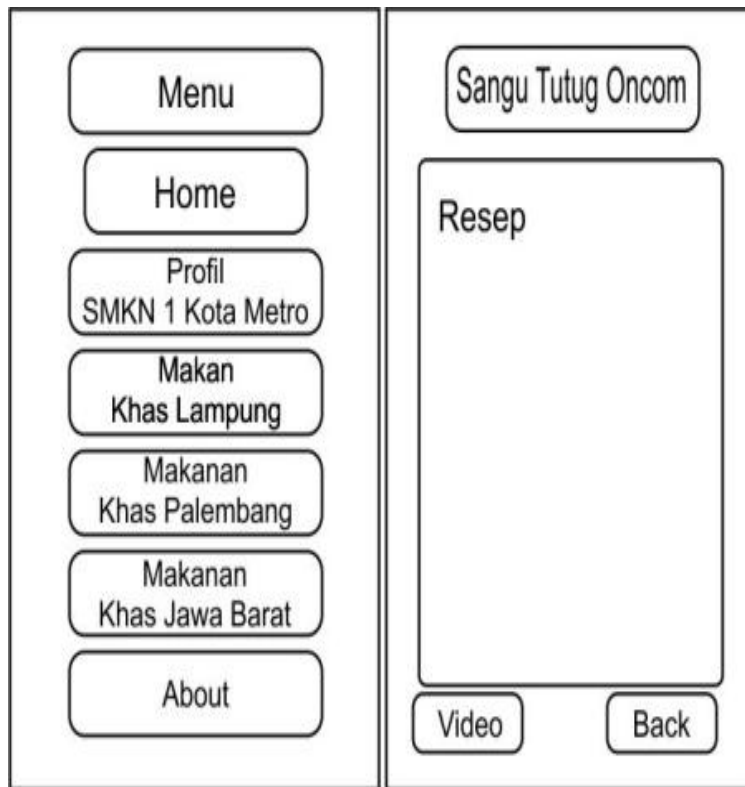 Menu
Home
Profil
SMKN 1 Kota Metro
Makan
Khas Lampung
Makanan
Khas Palembang
Makanan
Khas Jawa Barat
About
Sangu Tutug Oncom
Resep
Video
Back